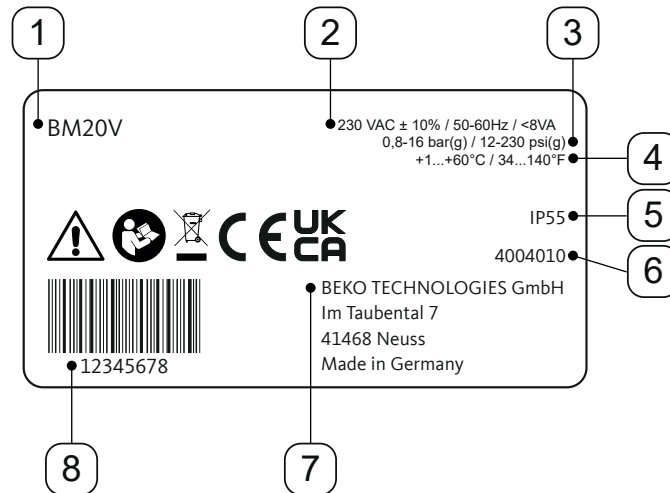 1 2 3
BM20V
230 VAC ± 10% / 50-60Hz / <8VA
0,8-16 bar(g) / 12-230 psi(g)
+1...+60°C / 34...140°F
4
IP55
5
4004010
6
CE UK
CA
BEKO TECHNOLOGIES GmbH
Im Taubental 7
41468 Neuss
Made in Germany
12345678
8 7